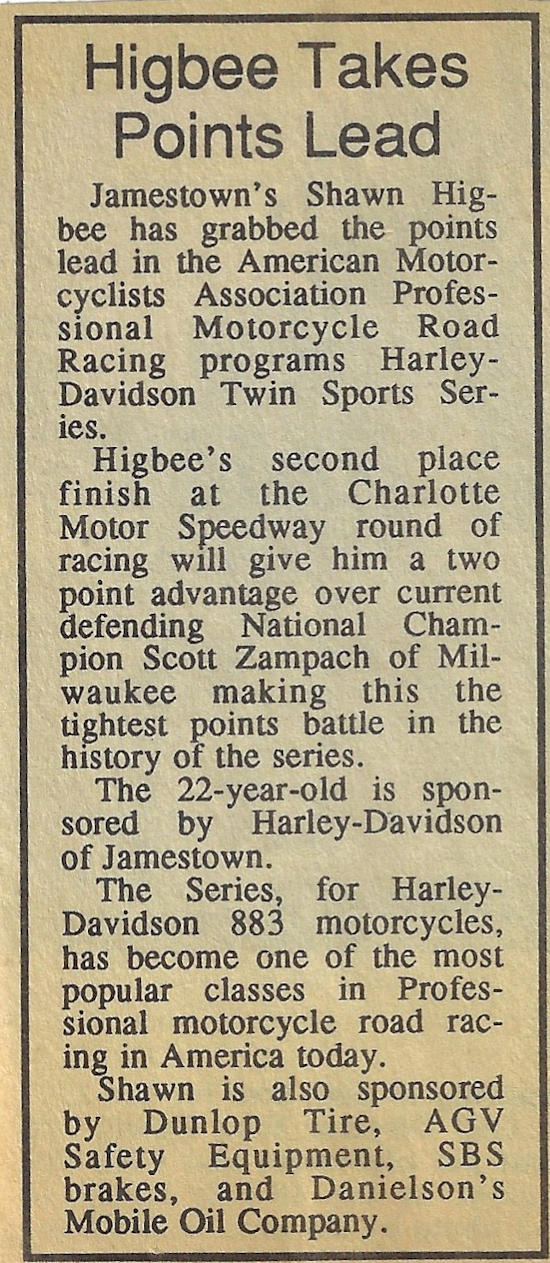 Higbee Takes
Points Lead
Jamestown's Shawn Hig-
bee has grabbed the points
lead in the American Motor-
cyclists Association Profes-
sional Motorcycle Road
Racing programs Harley-
Davidson Twin Sports Ser-
ies.
Higbee's second place
finish at the Charlotte
Motor Speedway round of
racing will give him a two
point advantage over current
defending National Cham-
pion Scott Zampach of Mil-
waukee making this the
tightest points battle in the
history of the series.
The 22-year-old is spon-
sored by Harley-Davidson
of Jamestown.
The Series, for Harley-
Davidson 883 motorcycles,
has become one of the most
popular classes in Profes-
sional motorcycle road rac-
ing in America today.
Shawn is also sponsored
by Dunlop Tire, AGV
Safety Equipment, SBS
brakes, and Danielson's
Mobile Oil Company.